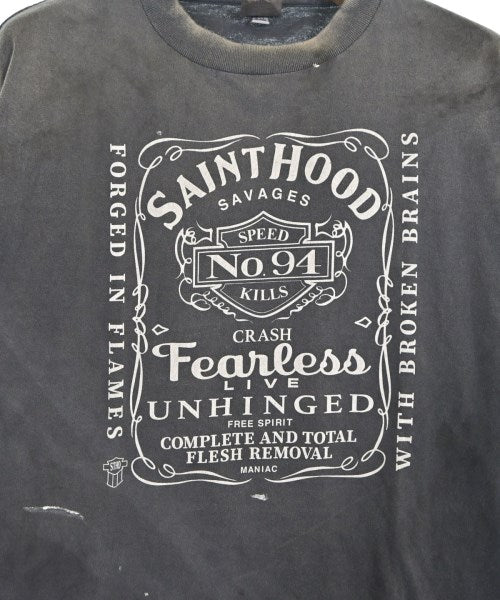 SAINTHOOD
SAVAGES
SPEED
No. 94
KILLS
CRASH
Fearless
LIVE
UNHINGED
FREE SPIRIT
COMPLETE AND TOTAL
FLESH REMOVAL
MANIAC
FORGED IN FLAMES
WITH BROKEN BRAINS